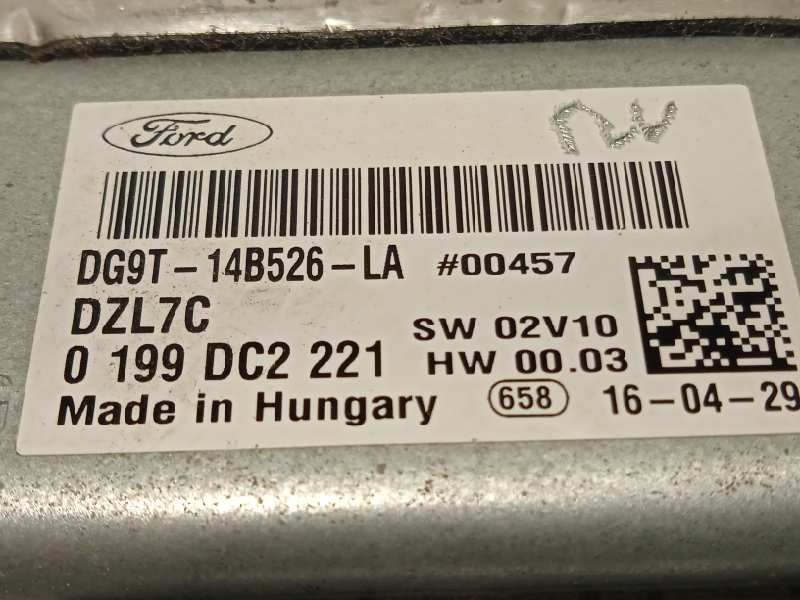 Ford
DG9T-14B526-LA #00457
DZL7C
SW 02V10
0 199 DC2 221
HW 00.03
Made in Hungary
658
16-04-29